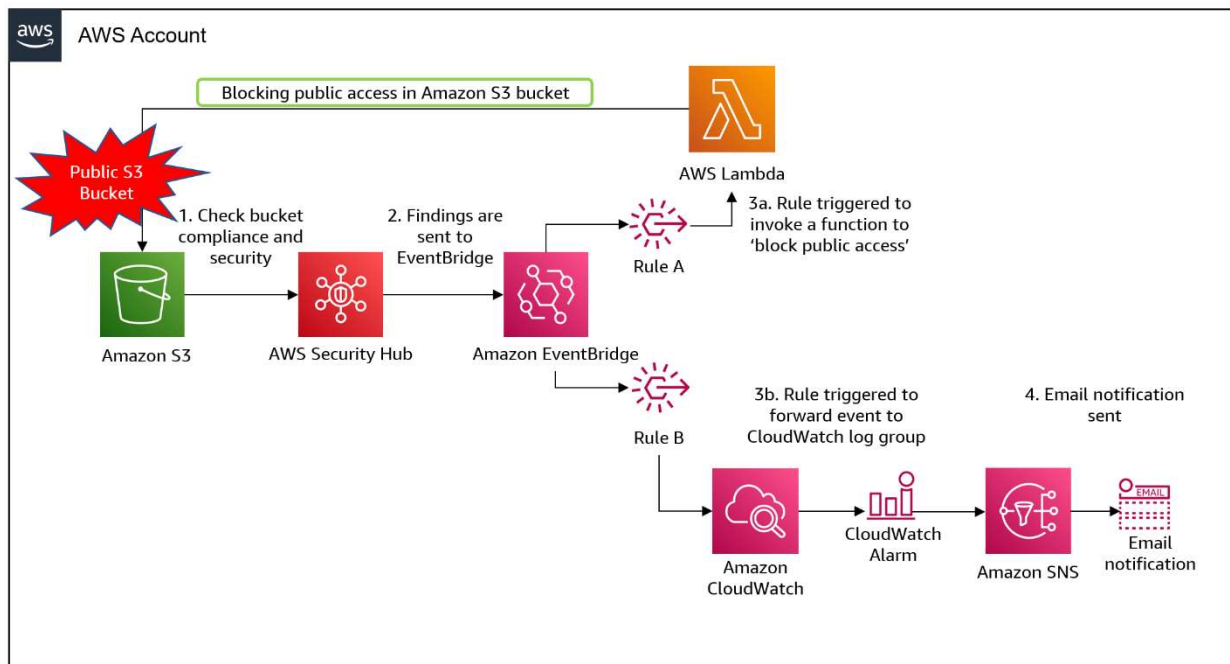 aws
AWS Account
Blocking public access in Amazon S3 bucket
Public S3
Bucket
AWS Lambda
1. Check bucket
compliance and
security
2. Findings are
sent to
EventBridge
3a. Rule triggered to
invoke a function to
‘block public access’
Rule A
Amazon S3
AWS Security Hub
Amazon EventBridge
Rule B
3b. Rule triggered to
forward event to
CloudWatch log group
4. Email notification
sent
EMAIL
Amazon
CloudWatch
CloudWatch
Alarm
Amazon SNS
Email
notification